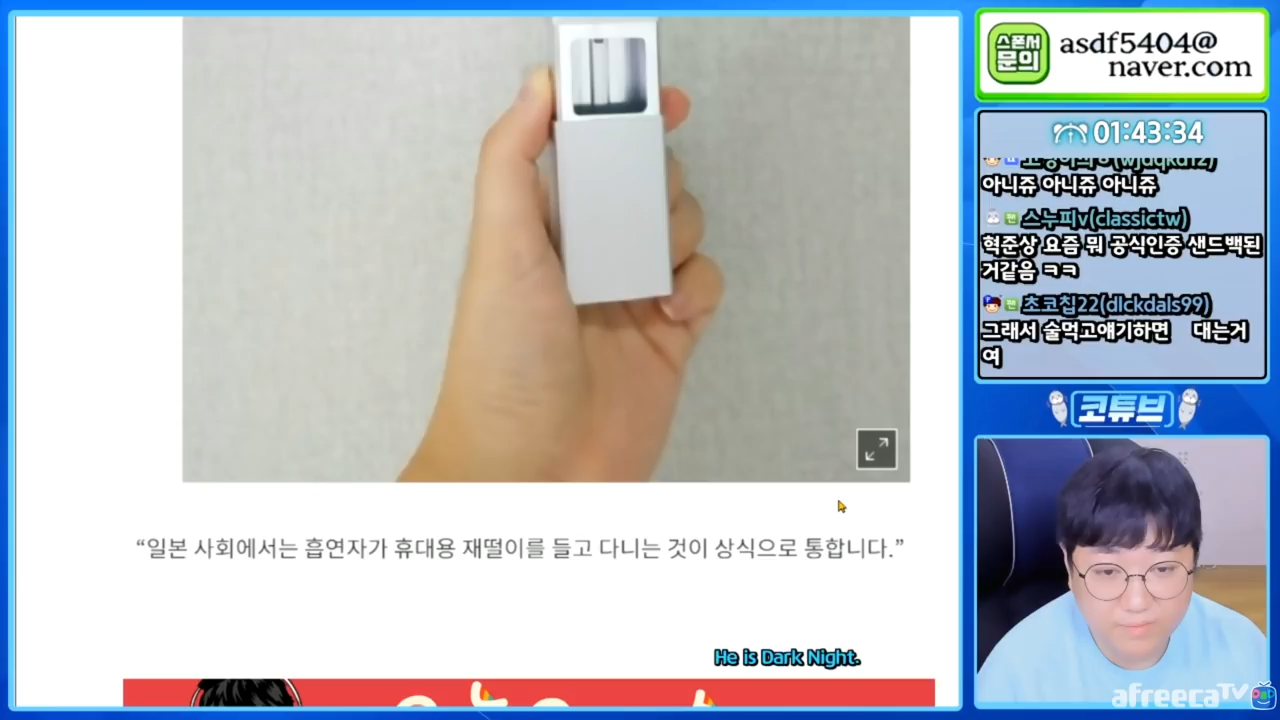 “일본 사회에서는 흡연자가 휴대용 재떨이를 들고 다니는 것이 상식으로 통합니다.”
He is Dark Night.
스폰서
문의
asdf5404@
naver.com
01:43:34
아니쥬 아니쥬 아니쥬
스누피v(classictw)
혁준상 요즘 뭐 공식인증 샌드백된
거같음 ㅋㅋ
초코칩22(dlckdals99)
그래서 술먹고얘기하면 대는거
여
코튜브
afreecaTV